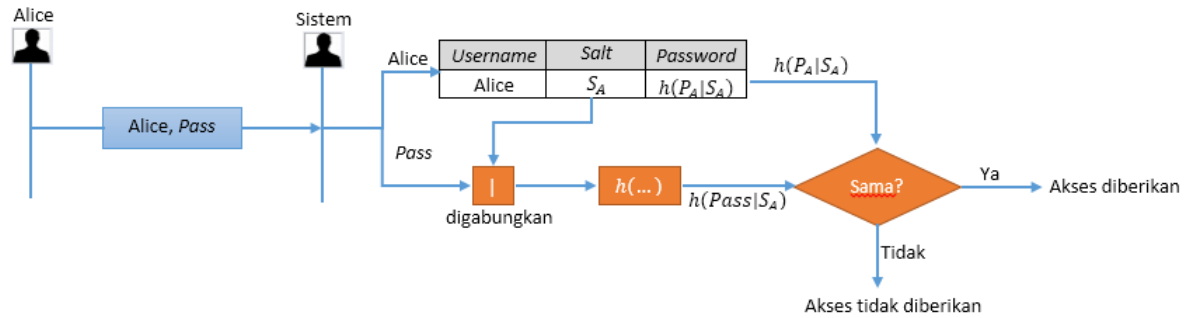 Alice
Sistem
Alice, Pass
Alice
Pass
Username Salt Password
Alice S_A h(P_A|S_A)
h(P_A|S_A)
|
digabungkan
h(...)
h(Pass|S_A)
Sama?
Ya
Akses diberikan
Tidak
Akses tidak diberikan